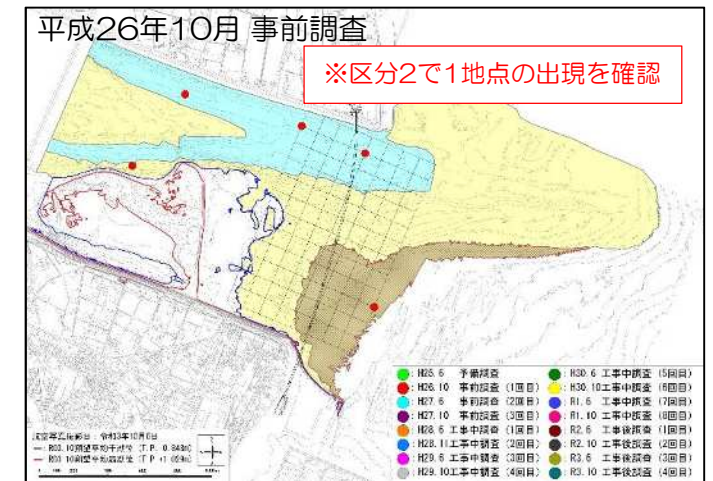 平成26年10月 事前調査
※区分2で1地点の出現を確認
: H26. 6 予備調査
: H26.10 事前調査 (1回目)
: H27. 6 事前調査 (2回目)
: H27.10 事前調査 (3回目)
: H28. 6 工事中調査 (1回目)
: H28.11工事中調査 (2回目)
: H29. 6 工事中調査 (3回目)
: H29.10工事中調査 (4回目)
: H30. 6 工事中調査 (5回目)
: H30.10工事中調査 (6回目)
: R1. 6 工事中調査 (7回目)
: R1.10 工事中調査 (8回目)
: R2. 6 工事後調査 (1回目)
: R2.10 工事後調査 (2回目)
: R3. 6 工事後調査 (3回目)
: R3.10 工事後調査 (4回目)